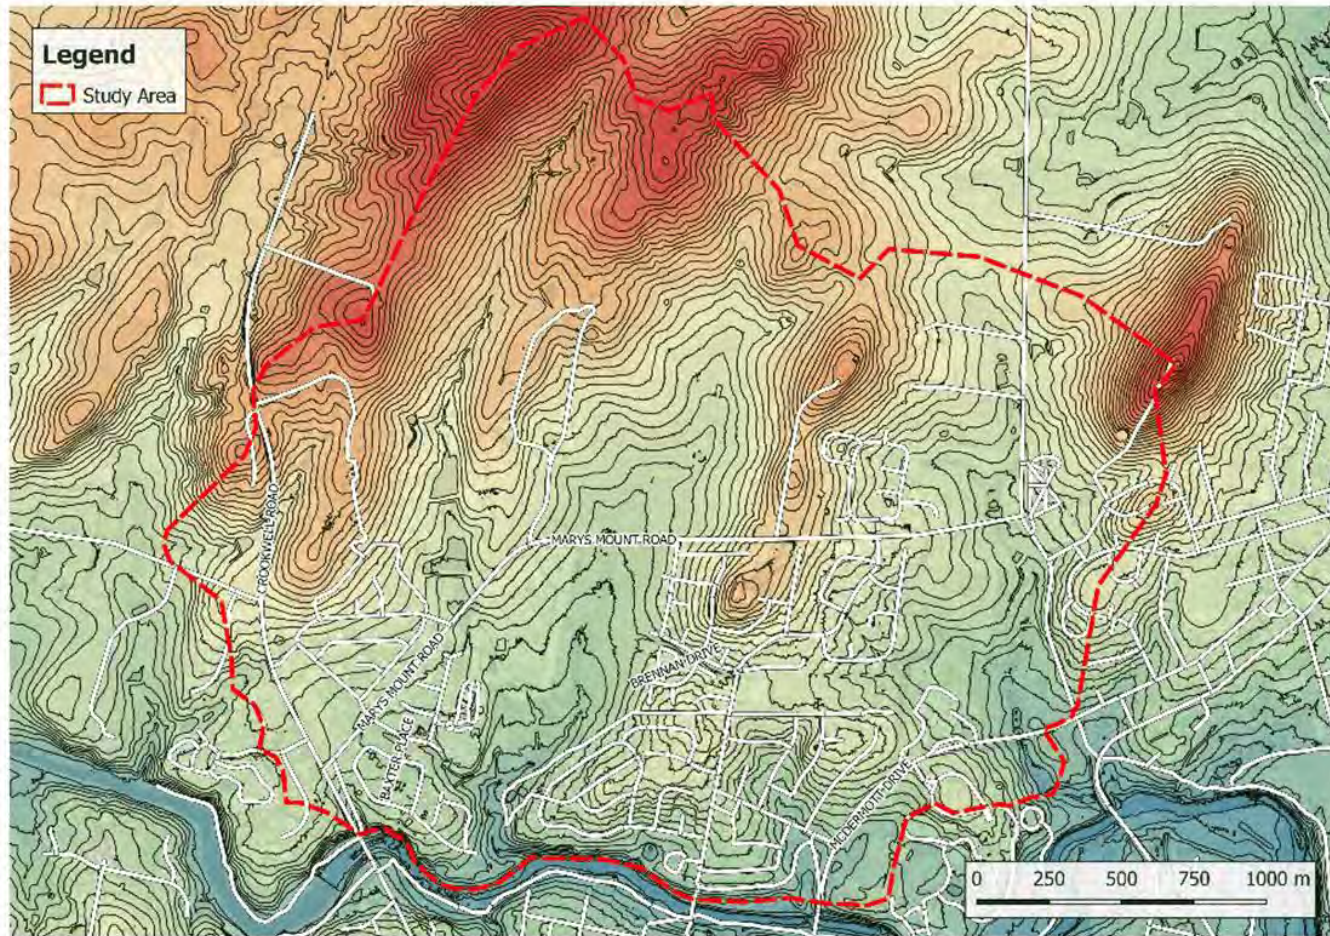 Legend
Study Area
CROOKWELL ROAD
MARYS MOUNT ROAD
BRENNAN DRIVE
MARYS MOUNT ROAD
BAXTER PLACE
MCDERMOTT DRIVE
0 250 500 750 1000 m